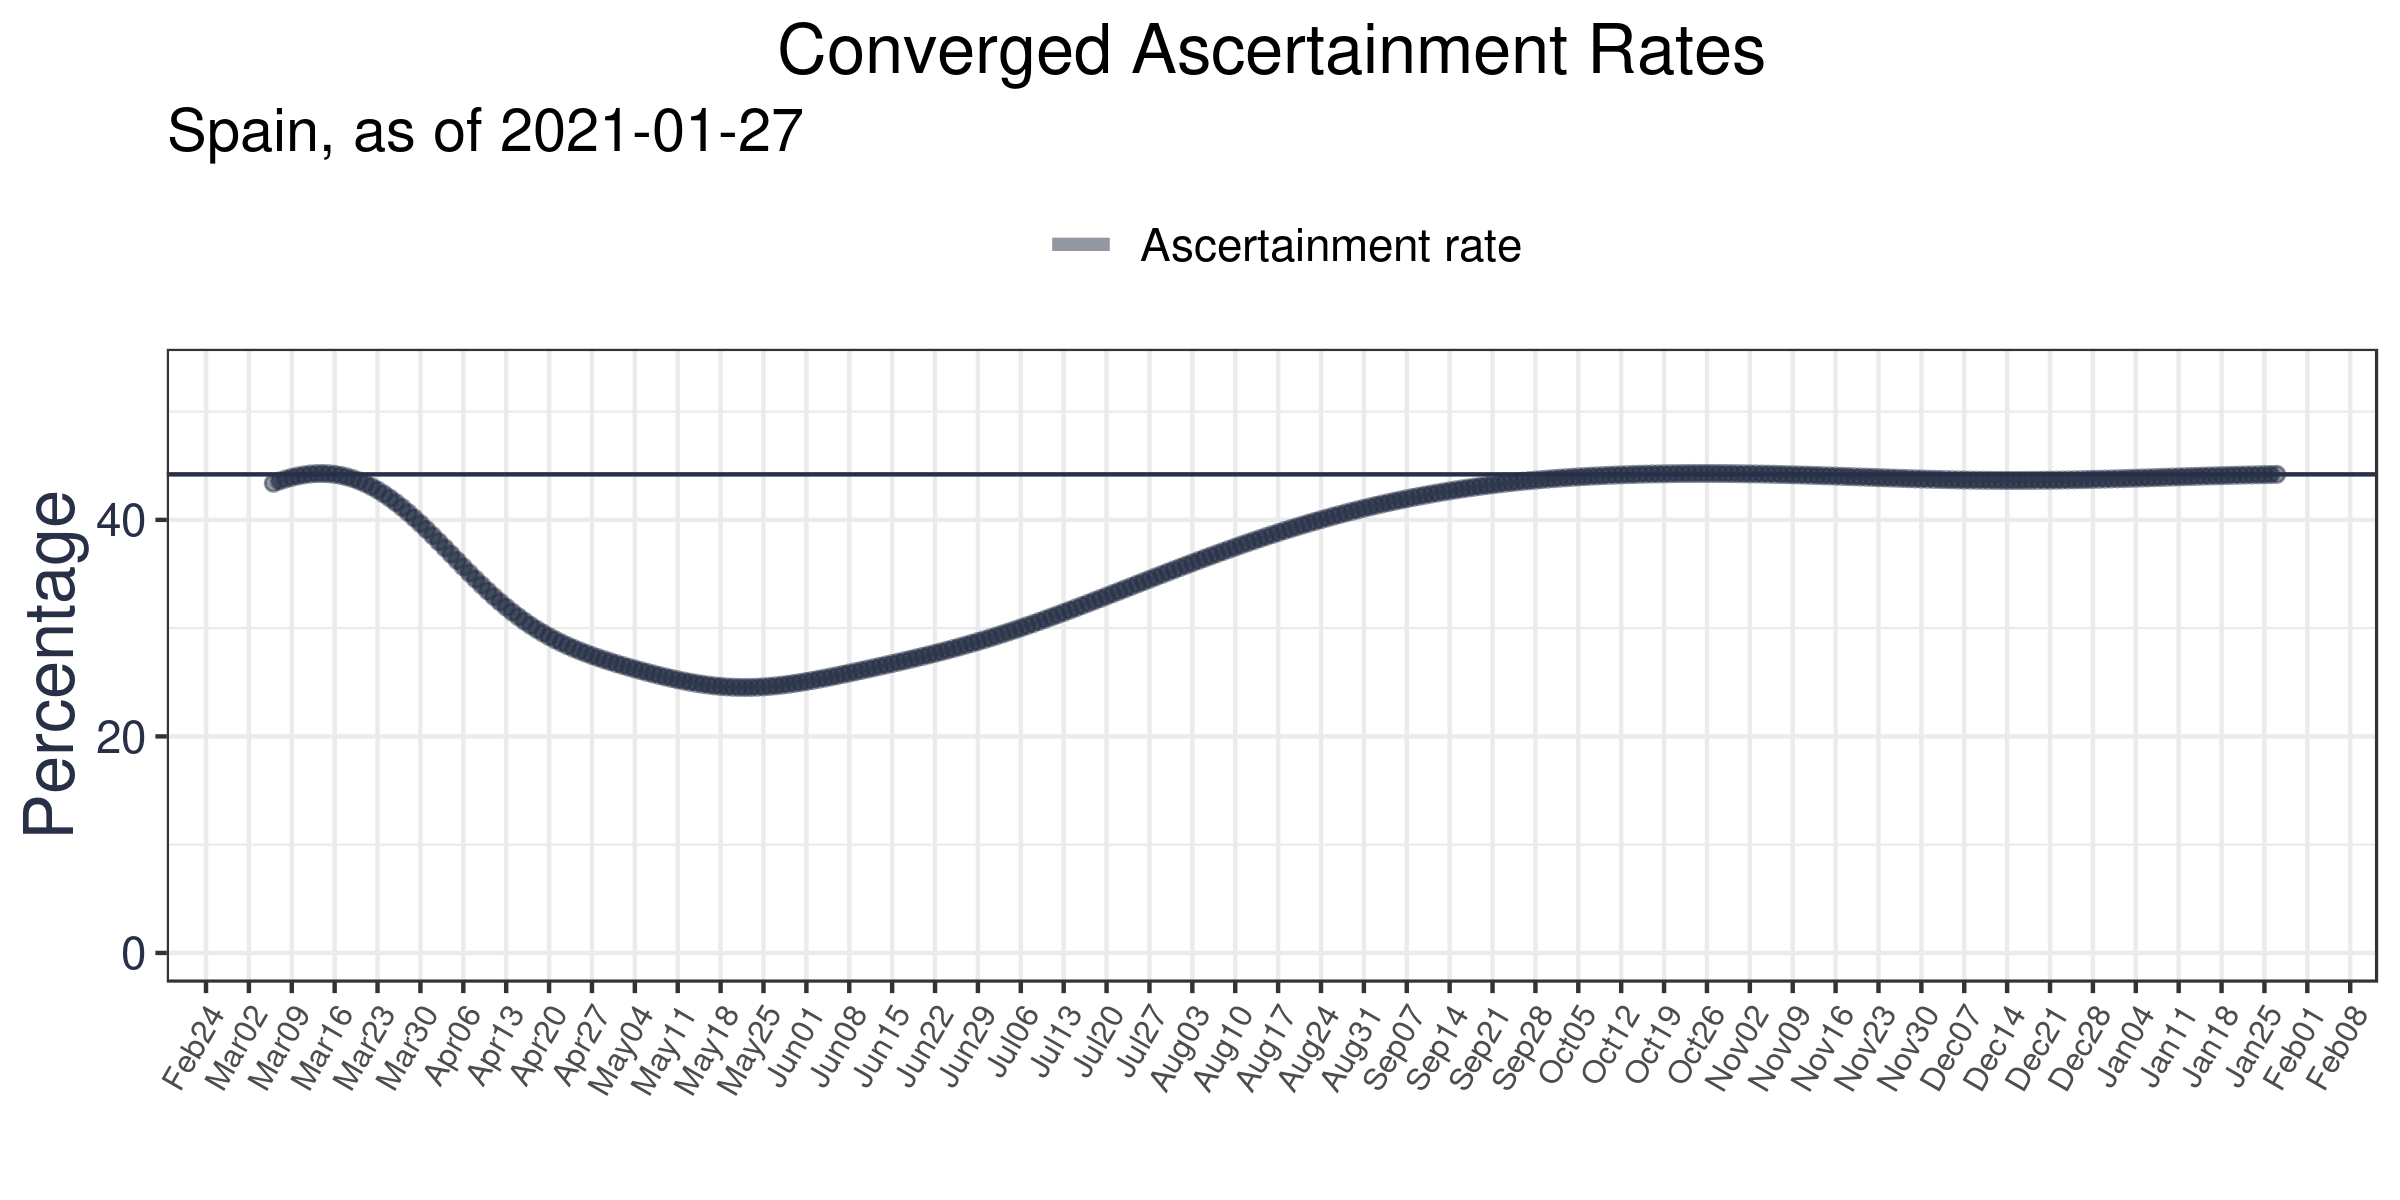 Converged Ascertainment Rates
Spain, as of 2021-01-27
Ascertainment rate
Percentage
40
20
0
Feb24 Mar02 Mar09 Mar16 Mar23 Mar30 Apr06 Apr13 Apr20 Apr27 May04 May11 May18 May25 Jun01 Jun08 Jun15 Jun22 Jun29 Jul06 Jul13 Jul20 Jul27 Aug03 Aug10 Aug17 Aug24 Aug31 Sep07 Sep14 Sep21 Sep28 Oct05 Oct12 Oct19 Oct26 Nov02 Nov09 Nov16 Nov23 Nov30 Dec07 Dec14 Dec21 Dec28 Jan04 Jan11 Jan18 Jan25 Feb01 Feb08